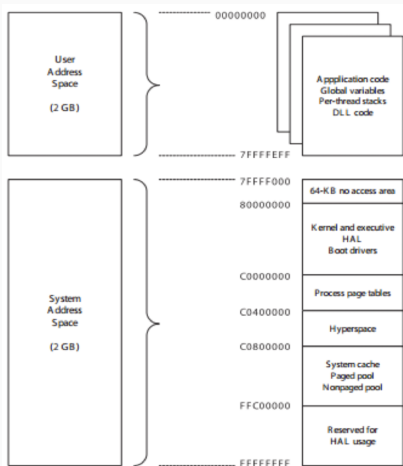 User
Address
Space
(2 GB)
00000000
Appplication code
Global variables
Per-thread stacks
DLL code
7FFFFEFF
7FFFF000
64-KB no access area
80000000
Kernel and executive
HAL
Boot drivers
C0000000
Process page tables
System
Address
Space
(2 GB)
C0400000
Hyperspace
C0800000
System cache
Paged pool
Nonpaged pool
FFC00000
Reserved for
HAL usage
FFFFFFFF